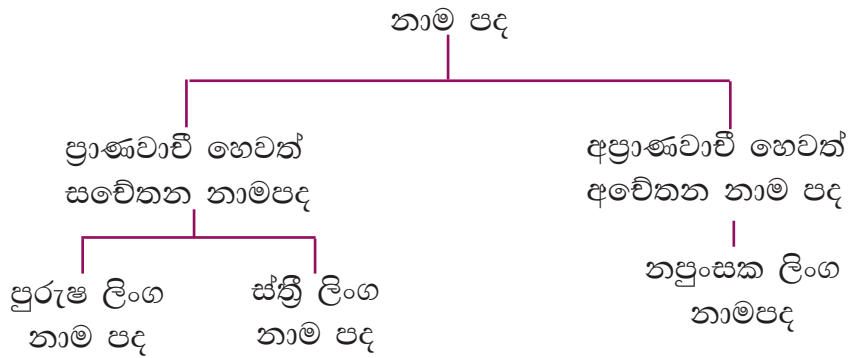 නාම පද
ප්‍රාණවාචී හෙවත්
සචේතන නාමපද
අප්‍රාණවාචී හෙවත්
අචේතන නාම පද
පුරුෂ ලිංග
නාම පද
ස්ත්‍රී ලිංග
නාම පද
නපුංසක ලිංග
නාමපද